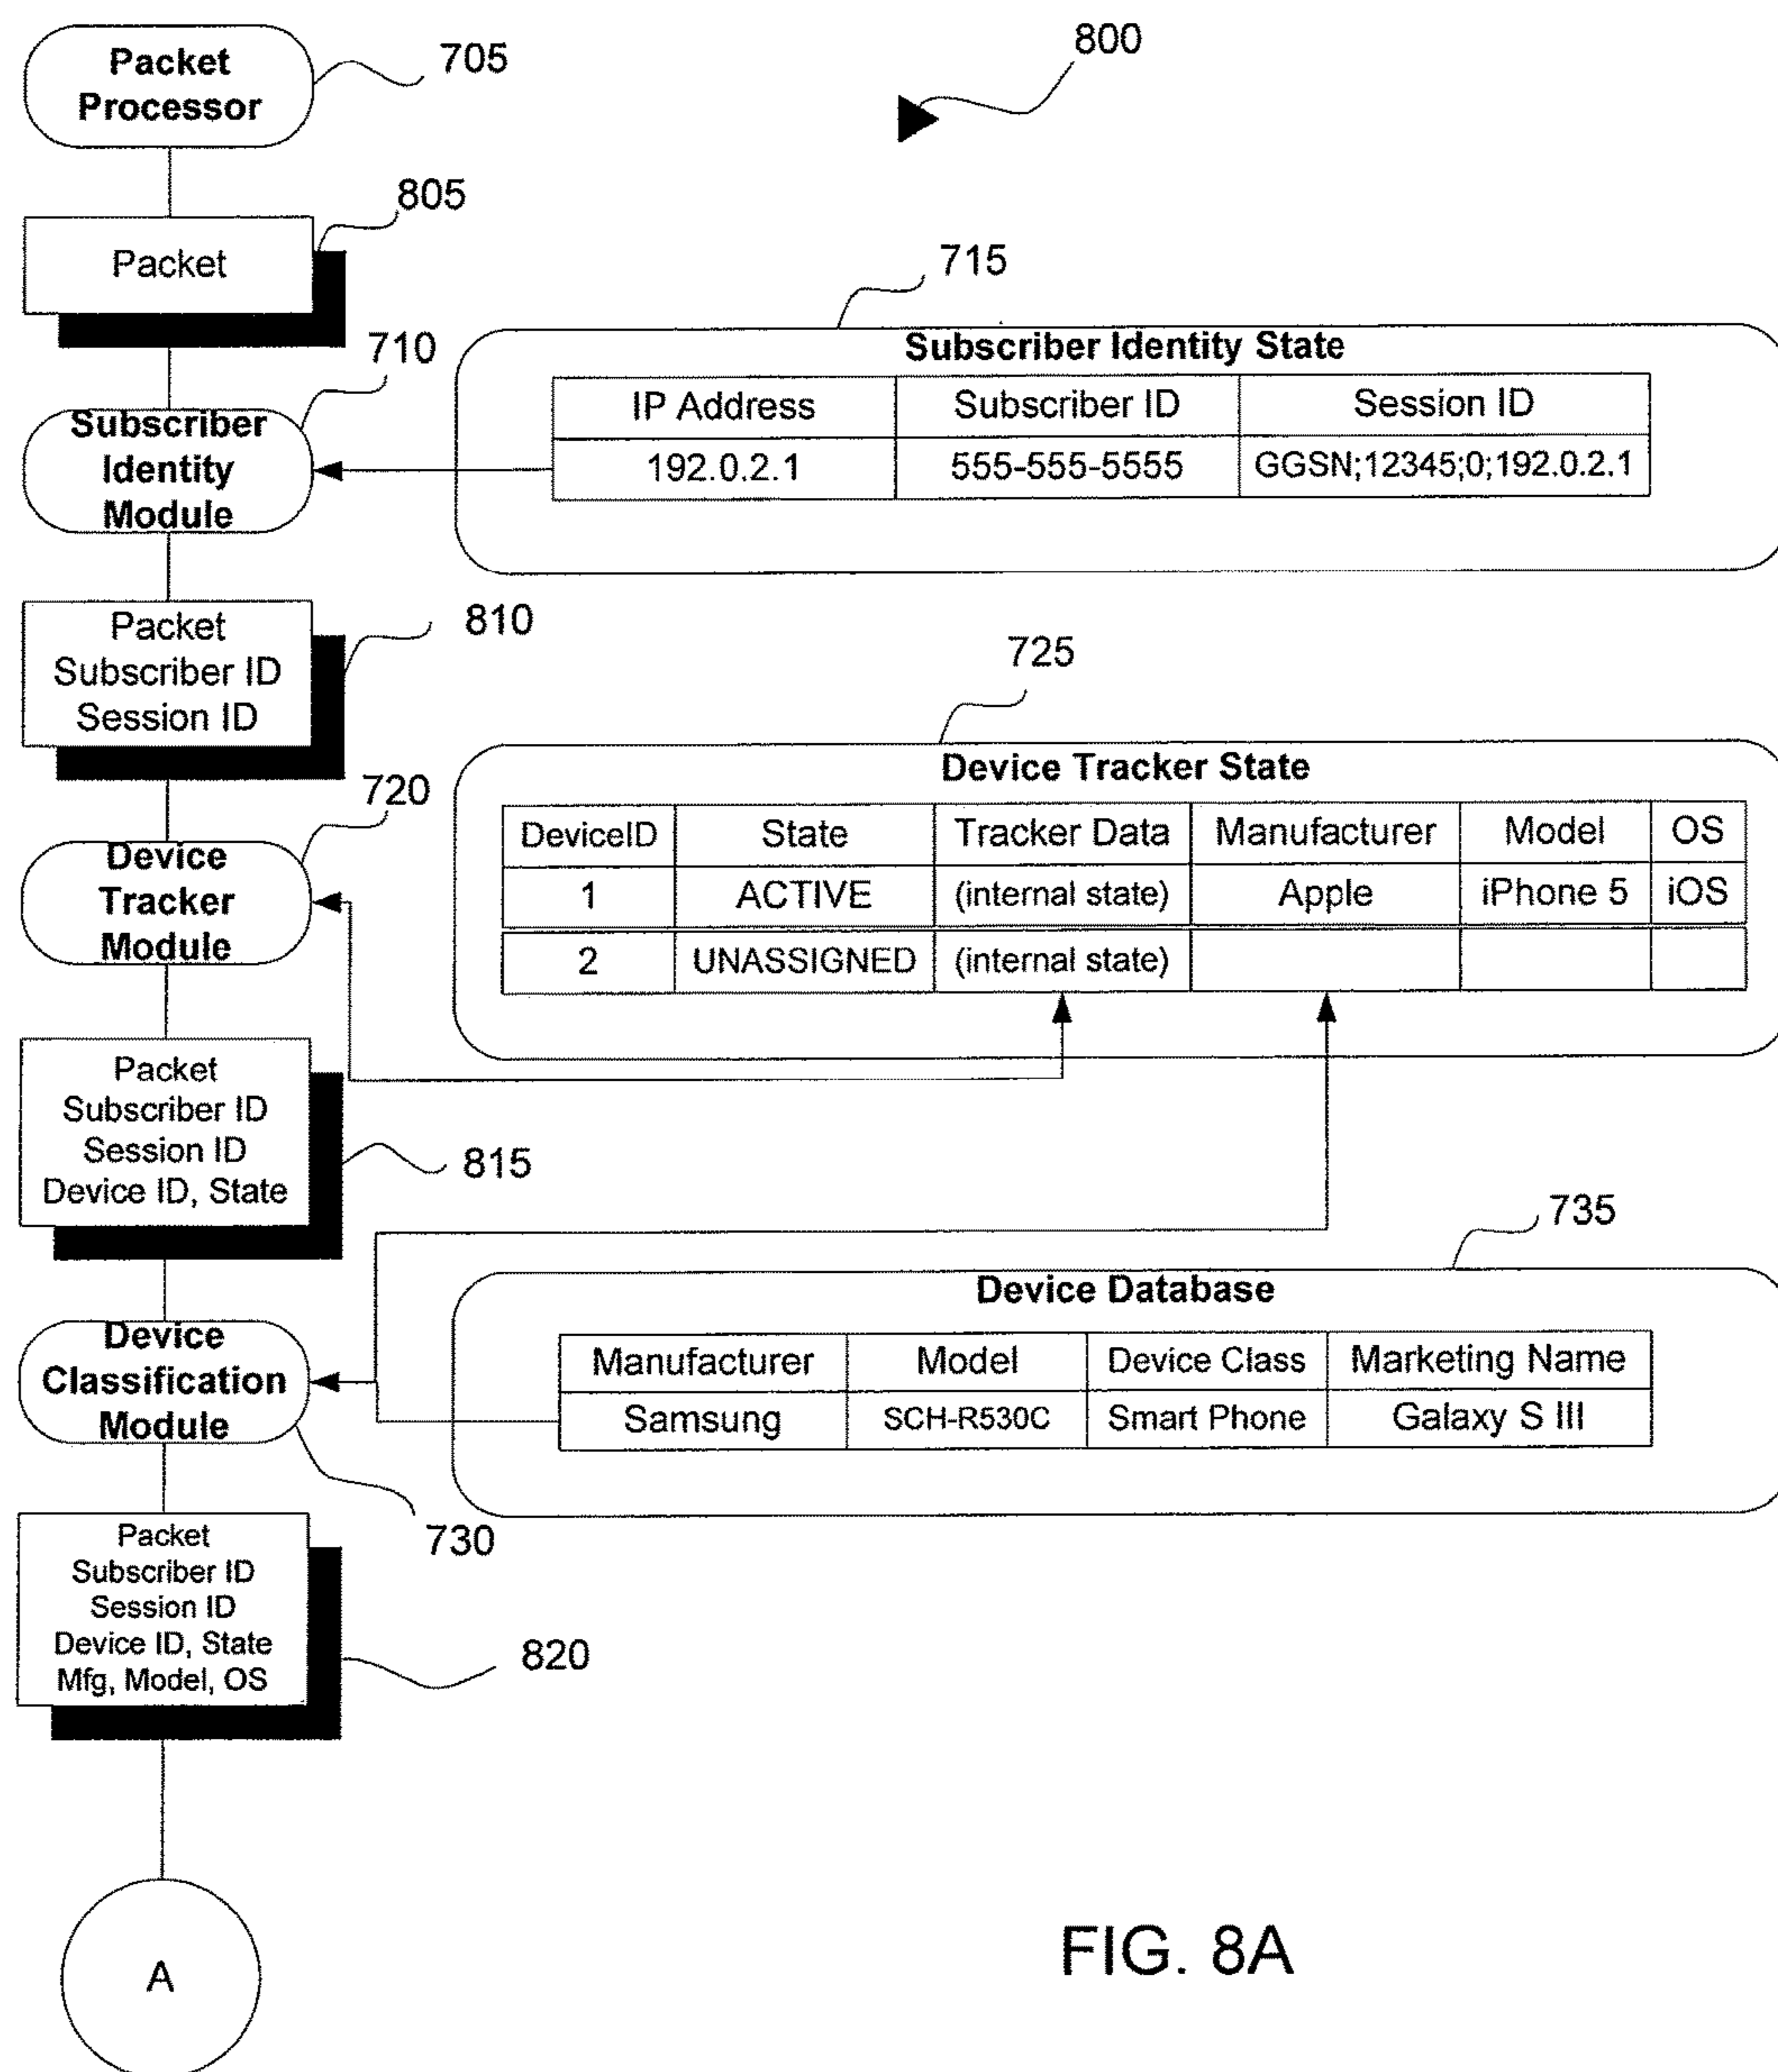 Packet
Processor
705
800
Packet
805
710
715
Subscriber Identity State
IP Address Subscriber ID Session ID
192.0.2.1 555-555-5555 GGSN;12345;0;192.0.2.1
Subscriber
Identity
Module
Packet
Subscriber ID
Session ID
810
720
725
Device Tracker State
DeviceID State Tracker Data Manufacturer Model OS
1 ACTIVE (internal state) Apple iPhone 5 iOS
2 UNASSIGNED (internal state)
Device
Tracker
Module
Packet
Subscriber ID
Session ID
Device ID, State
815
735
Device Database
Manufacturer Model Device Class Marketing Name
Samsung SCH-R530C Smart Phone Galaxy S III
Device
Classification
Module
730
Packet
Subscriber ID
Session ID
Device ID, State
Mfg, Model, OS
820
A
FIG. 8A